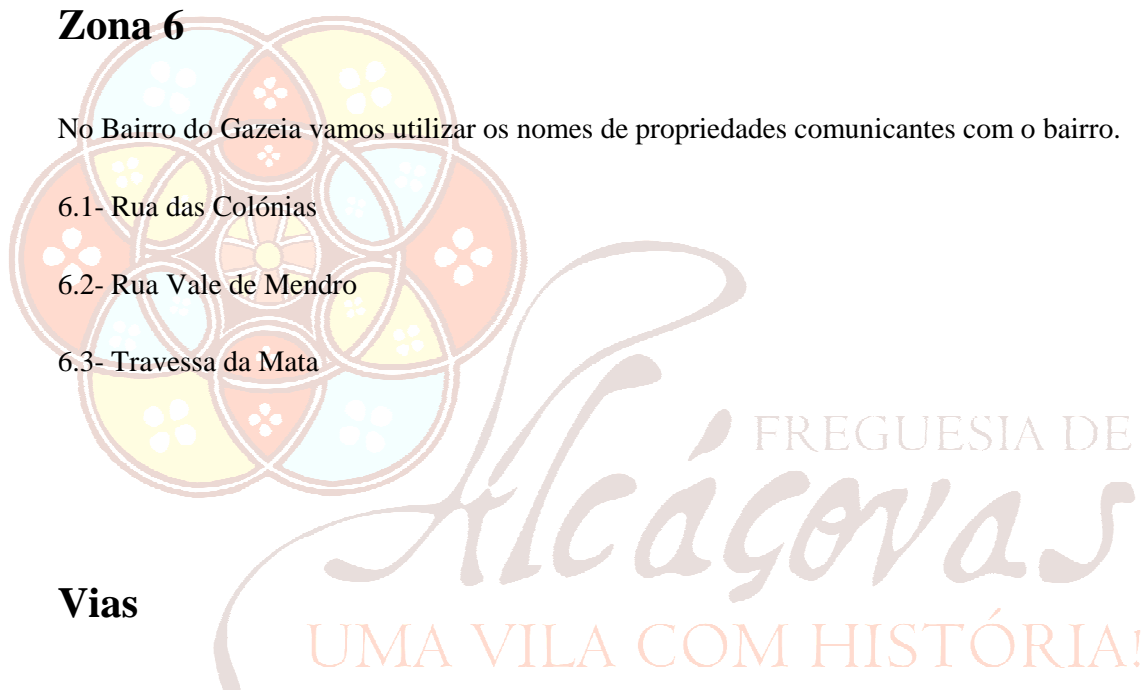 Zona 6
No Bairro do Gazeia vamos utilizar os nomes de propriedades comunicantes com o bairro.
6.1- Rua das Colónias
6.2- Rua Vale de Mendro
6.3- Travessa da Mata
FREGUESIA DE
Alcáçovas
Vias
UMA VILA COM HISTÓRIA!